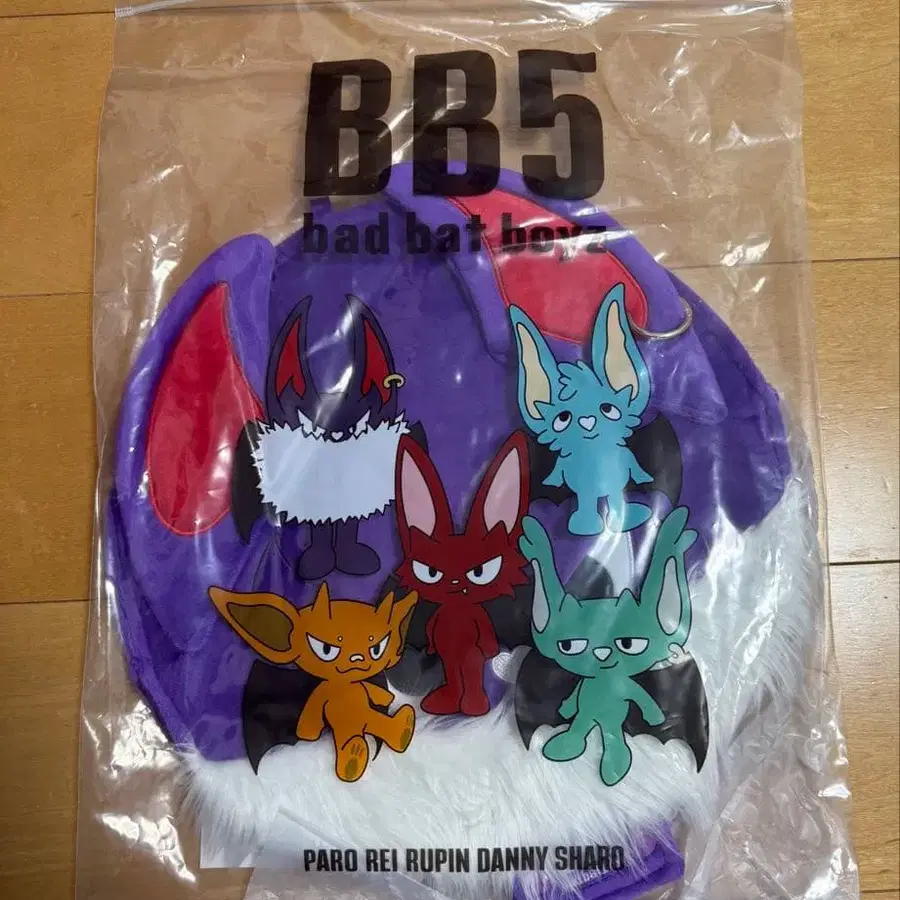 BB5
bad bat boyz
PARO REI RUPIN DANNY SHARO